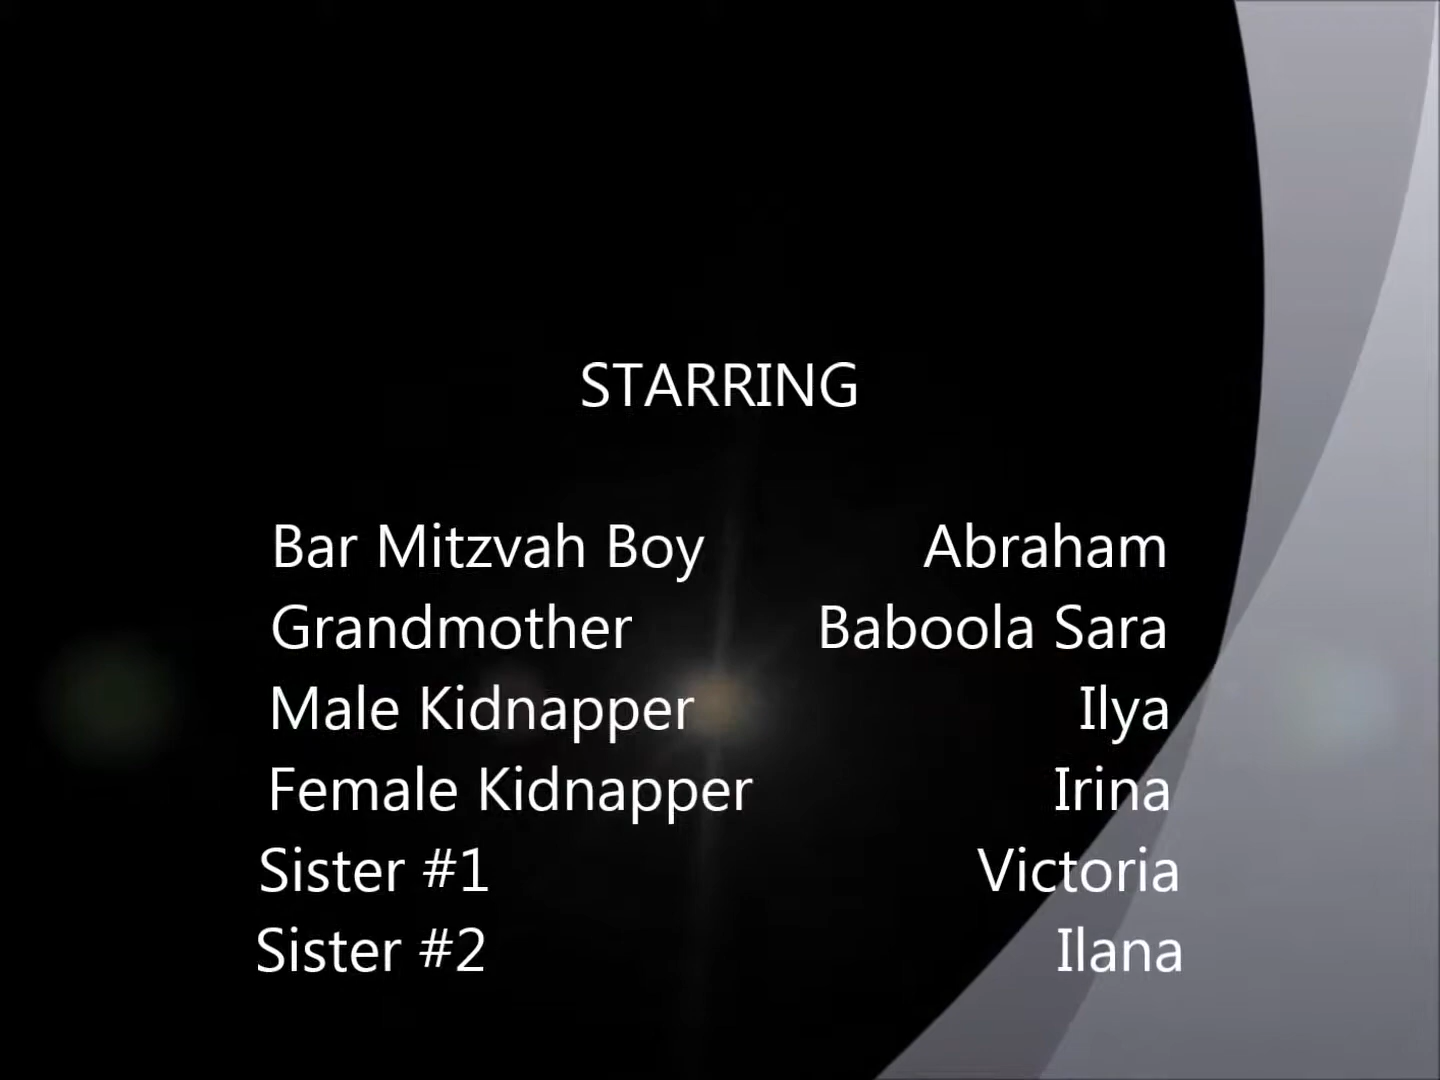 STARRING
Bar Mitzvah Boy Abraham
Grandmother Baboola Sara
Male Kidnapper Ilya
Female Kidnapper Irina
Sister #1 Victoria
Sister #2 Ilana